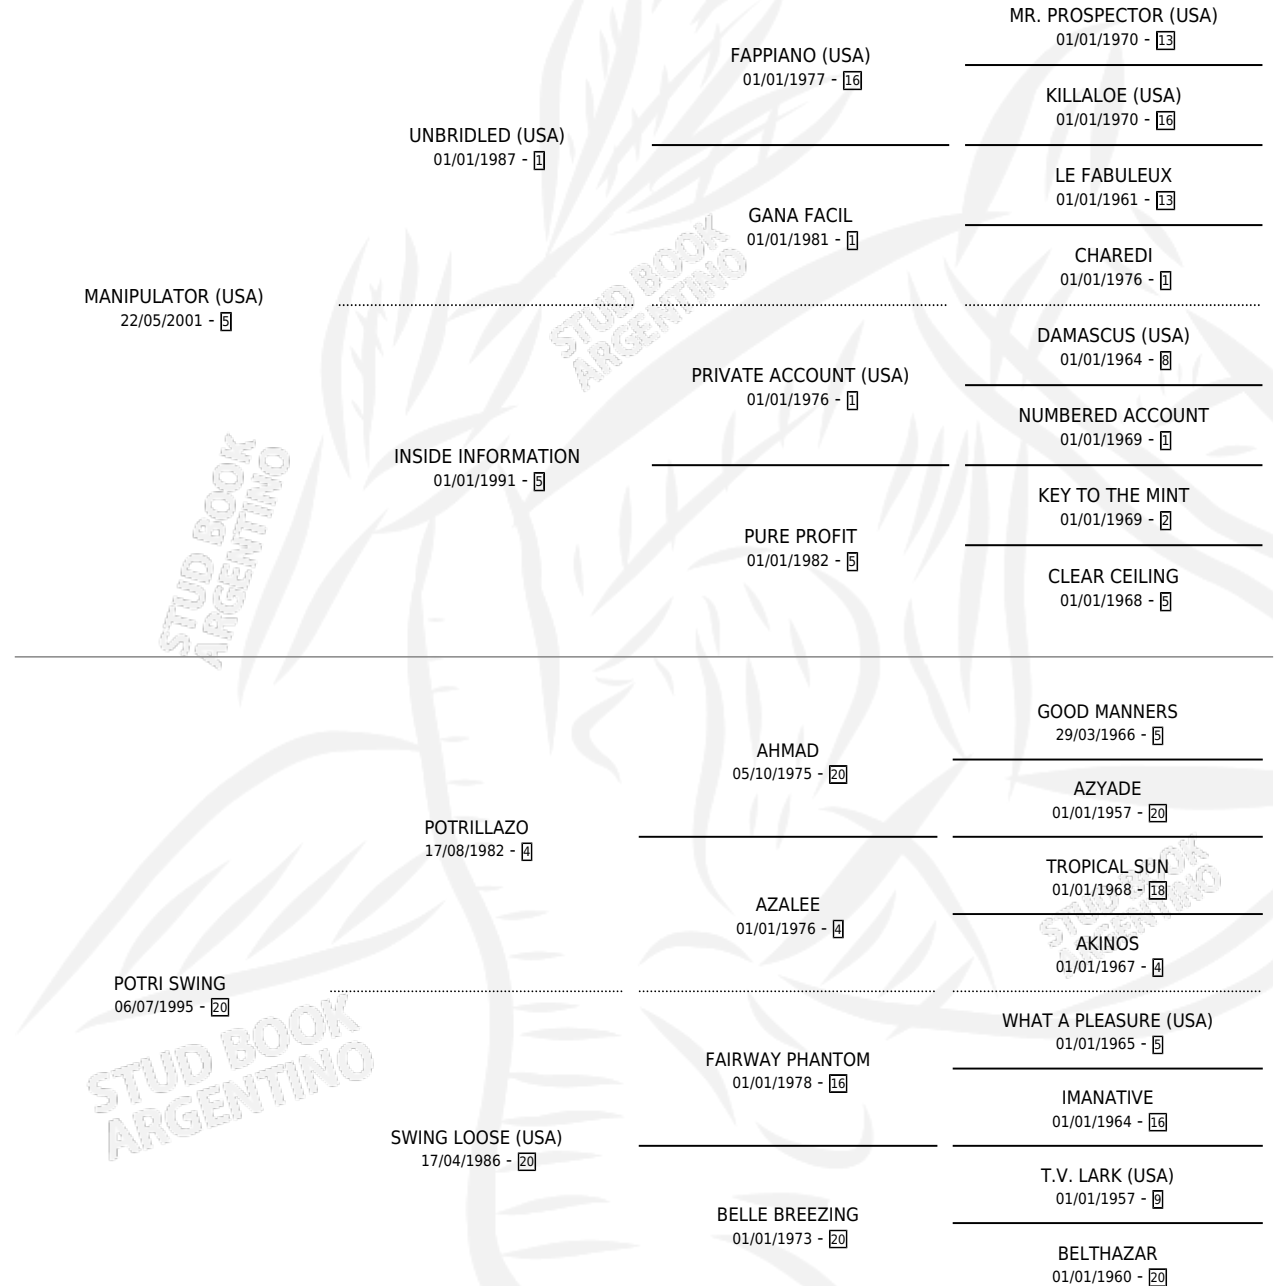 MR. PROSPECTOR (USA)
01/01/1970 - 13
FAPPIANO (USA)
01/01/1977 - 16
KILLALOE (USA)
01/01/1970 - 16
UNBRIDLED (USA)
01/01/1987 - 1
LE FABULEUX
01/01/1961 - 13
GANA FACIL
01/01/1981 - 1
CHAREDI
01/01/1976 - 1
MANIPULATOR (USA)
22/05/2001 - 5
DAMASCUS (USA)
01/01/1964 - 8
PRIVATE ACCOUNT (USA)
01/01/1976 - 1
NUMBERED ACCOUNT
01/01/1969 - 1
INSIDE INFORMATION
01/01/1991 - 5
KEY TO THE MINT
01/01/1969 - 2
PURE PROFIT
01/01/1982 - 5
CLEAR CEILING
01/01/1968 - 5
GOOD MANNERS
29/03/1966 - 5
AHMAD
05/10/1975 - 20
AZYADE
01/01/1957 - 20
POTRILLAZO
17/08/1982 - 4
TROPICAL SUN
01/01/1968 - 18
AZALEE
01/01/1976 - 4
AKINOS
01/01/1967 - 4
POTRI SWING
06/07/1995 - 20
WHAT A PLEASURE (USA)
01/01/1965 - 5
FAIRWAY PHANTOM
01/01/1978 - 16
IMANATIVE
01/01/1964 - 16
SWING LOOSE (USA)
17/04/1986 - 20
T.V. LARK (USA)
01/01/1957 - 9
BELLE BREEZING
01/01/1973 - 20
BELTHAZAR
01/01/1960 - 20
STUD BOOK
ARGENTINO
STUD BOOK
ARGENTINO
STUD BOOK
ARGENTINO
STUD BOOK
ARGENTINO